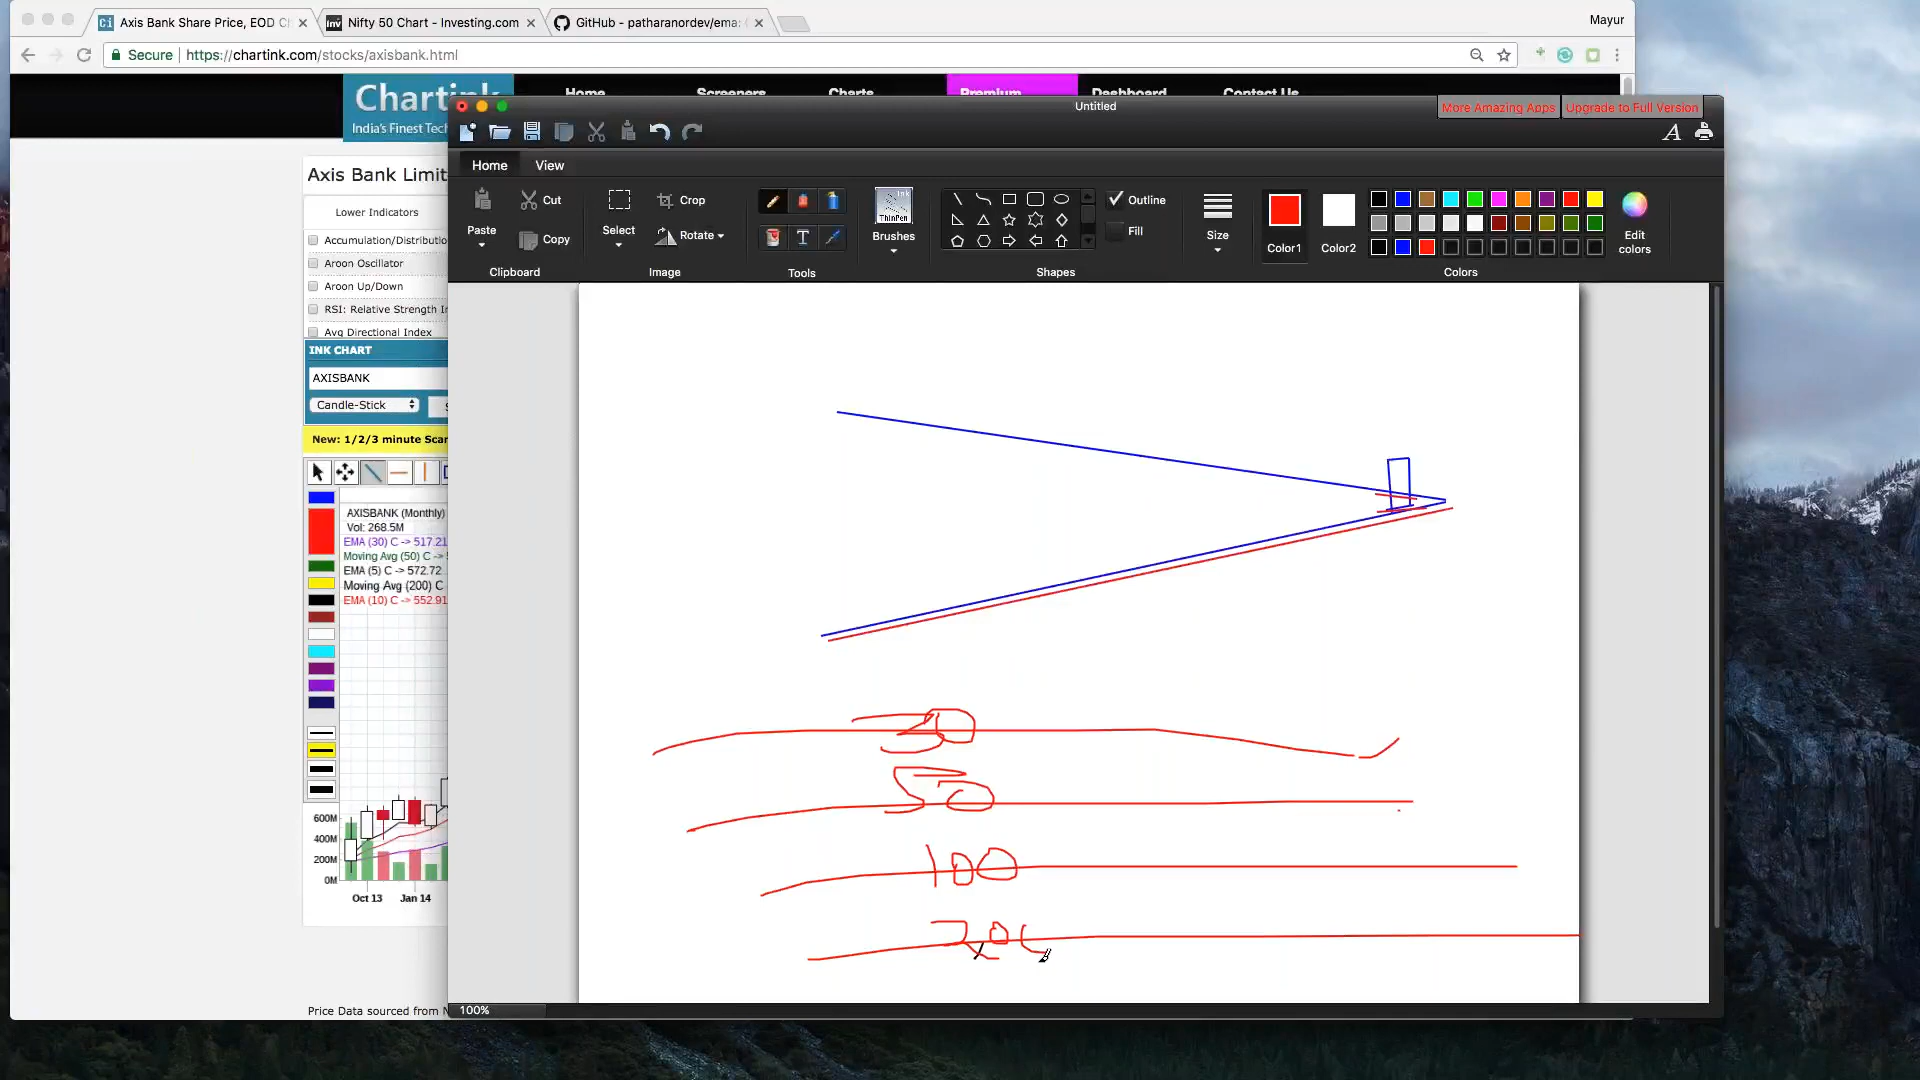 Axis Bank Share Price, EOD C
Nifty 50 Chart - Investing.com
GitHub - patharanordev/ema:
Mayur
Secure
https://chartink.com/stocks/axisbank.html
Chartink
India's Finest Tech
Home
Screeners
Charts
Premium
Dashboard
Contact Us
Untitled
More Amazing Apps
Upgrade to Full Version
Home
View
Paste
Cut
Copy
Clipboard
Select
Crop
Rotate
Image
Tools
Ink
ThinPen
Brushes
Shapes
Outline
Fill
Size
Color1
Color2
Edit colors
Colors
Axis Bank Limit
Lower Indicators
Accumulation/Distributio
Aroon Oscillator
Aroon Up/Down
RSI: Relative Strength I
Avg Directional Index
INK CHART
AXISBANK
Candle-Stick
New: 1/2/3 minute Scan
AXISBANK (Monthly)
Vol: 268.5M
EMA (30) C -> 517.21
Moving Avg (50) C ->
EMA (5) C -> 572.72
Moving Avg (200) C
EMA (10) C -> 552.91
600M
400M
200M
0M
Oct 13
Jan 14
50
100
Price Data sourced from N
100%